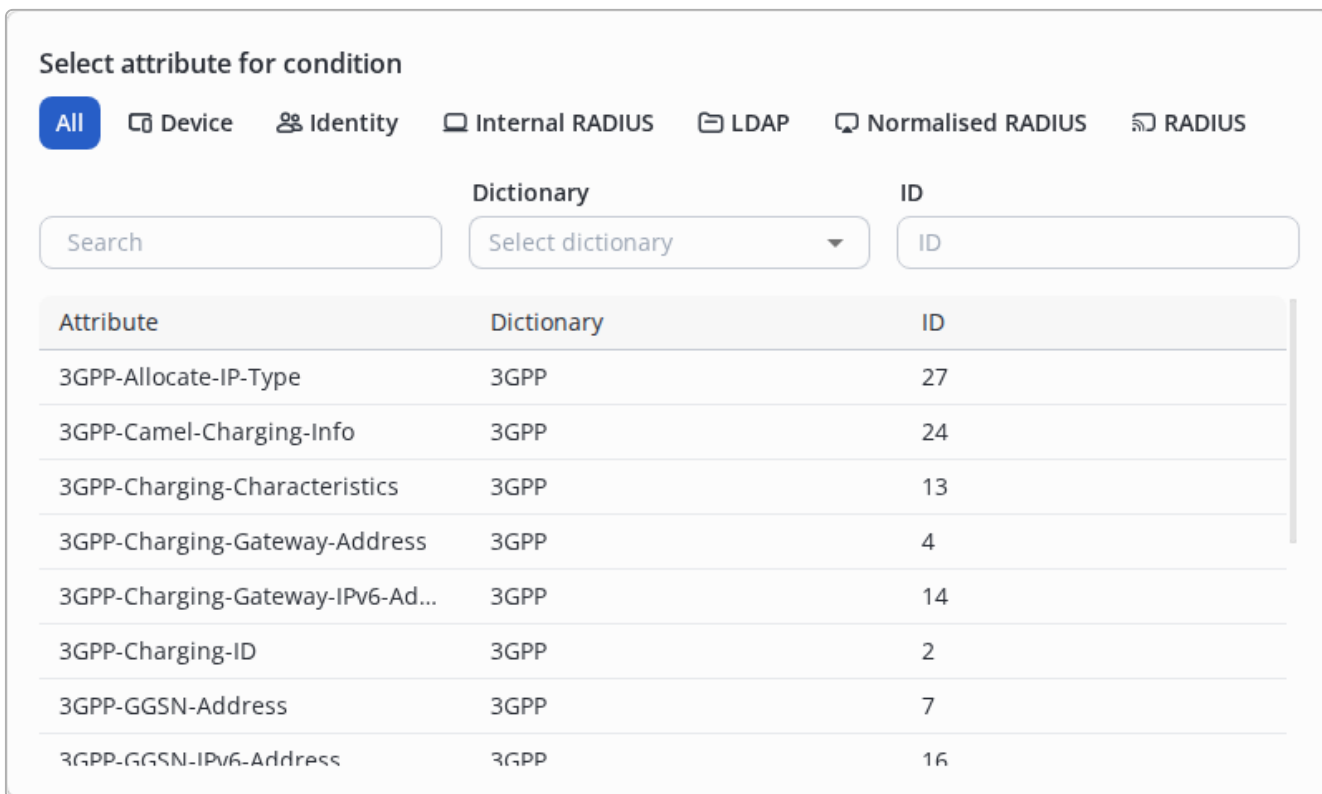 Select attribute for condition
All Device Identity Internal RADIUS LDAP Normalised RADIUS RADIUS
Dictionary ID
Search Select dictionary ID
Attribute Dictionary ID
3GPP-Allocate-IP-Type 3GPP 27
3GPP-Camel-Charging-Info 3GPP 24
3GPP-Charging-Characteristics 3GPP 13
3GPP-Charging-Gateway-Address 3GPP 4
3GPP-Charging-Gateway-IPv6-Ad... 3GPP 14
3GPP-Charging-ID 3GPP 2
3GPP-GGSN-Address 3GPP 7
3GPP-GGSN-IPv6-Address 3GPP 16